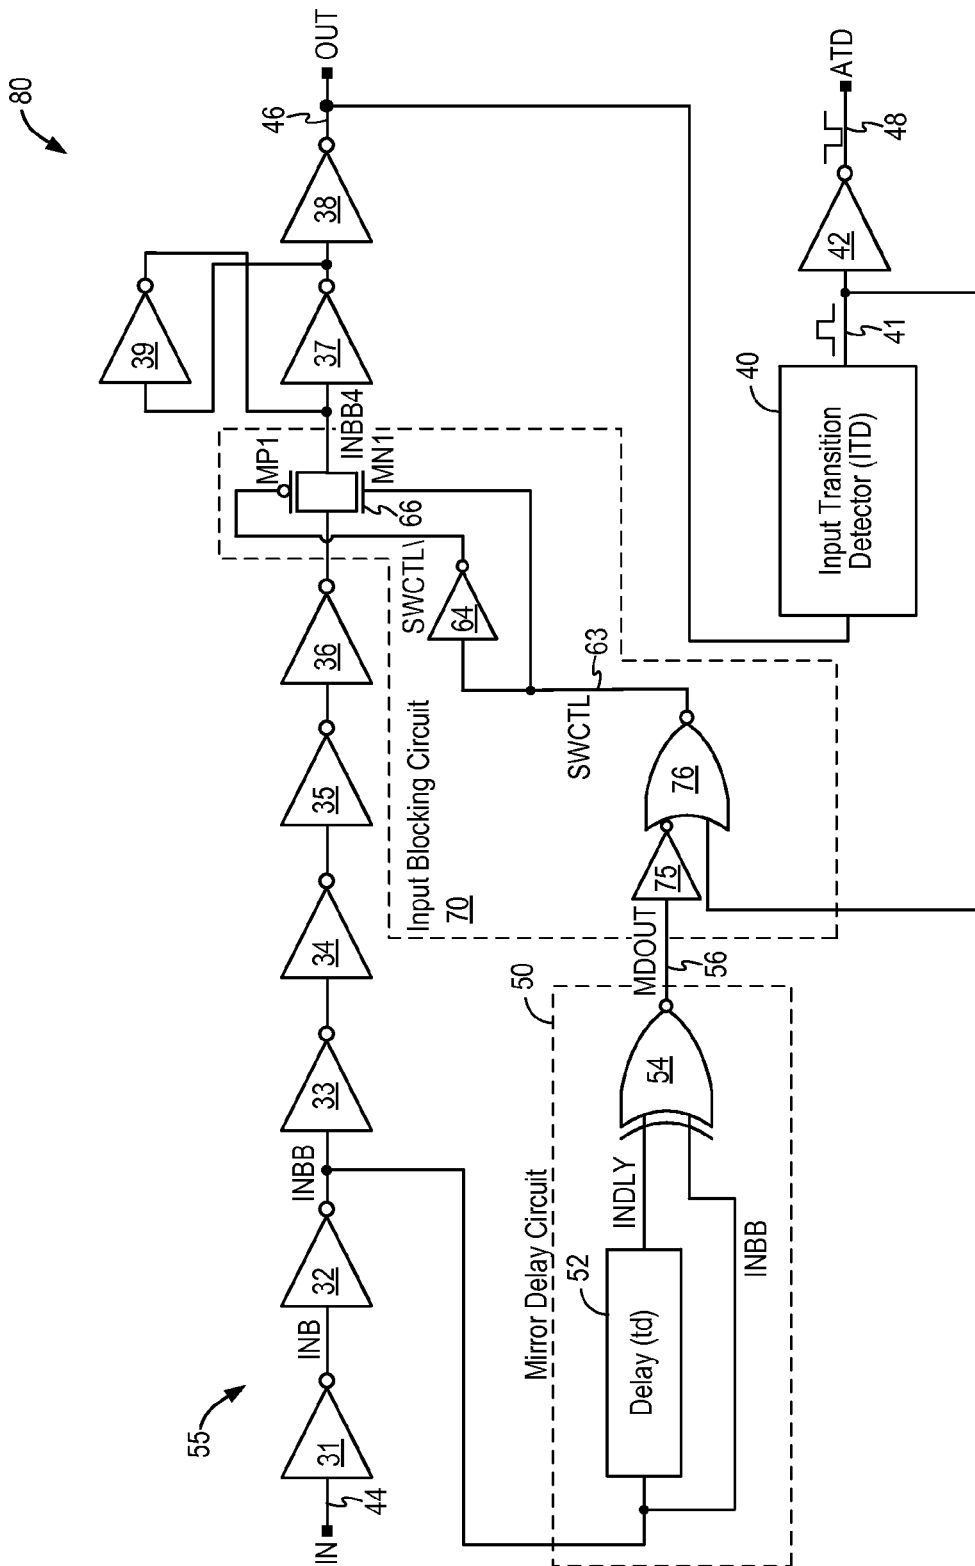 80
55
IN
44
31
INB
32
INBB
33
34
35
36
MP1
INBB4
MN1
66
37
39
38
46
OUT
Input Blocking Circuit
70
SWCTL\
64
SWCTL
63
76
75
MDOUT
56
50
Mirror Delay Circuit
52
Delay (td)
INDLY
INBB
54
40
Input Transition
Detector (ITD)
41
42
48
ATD